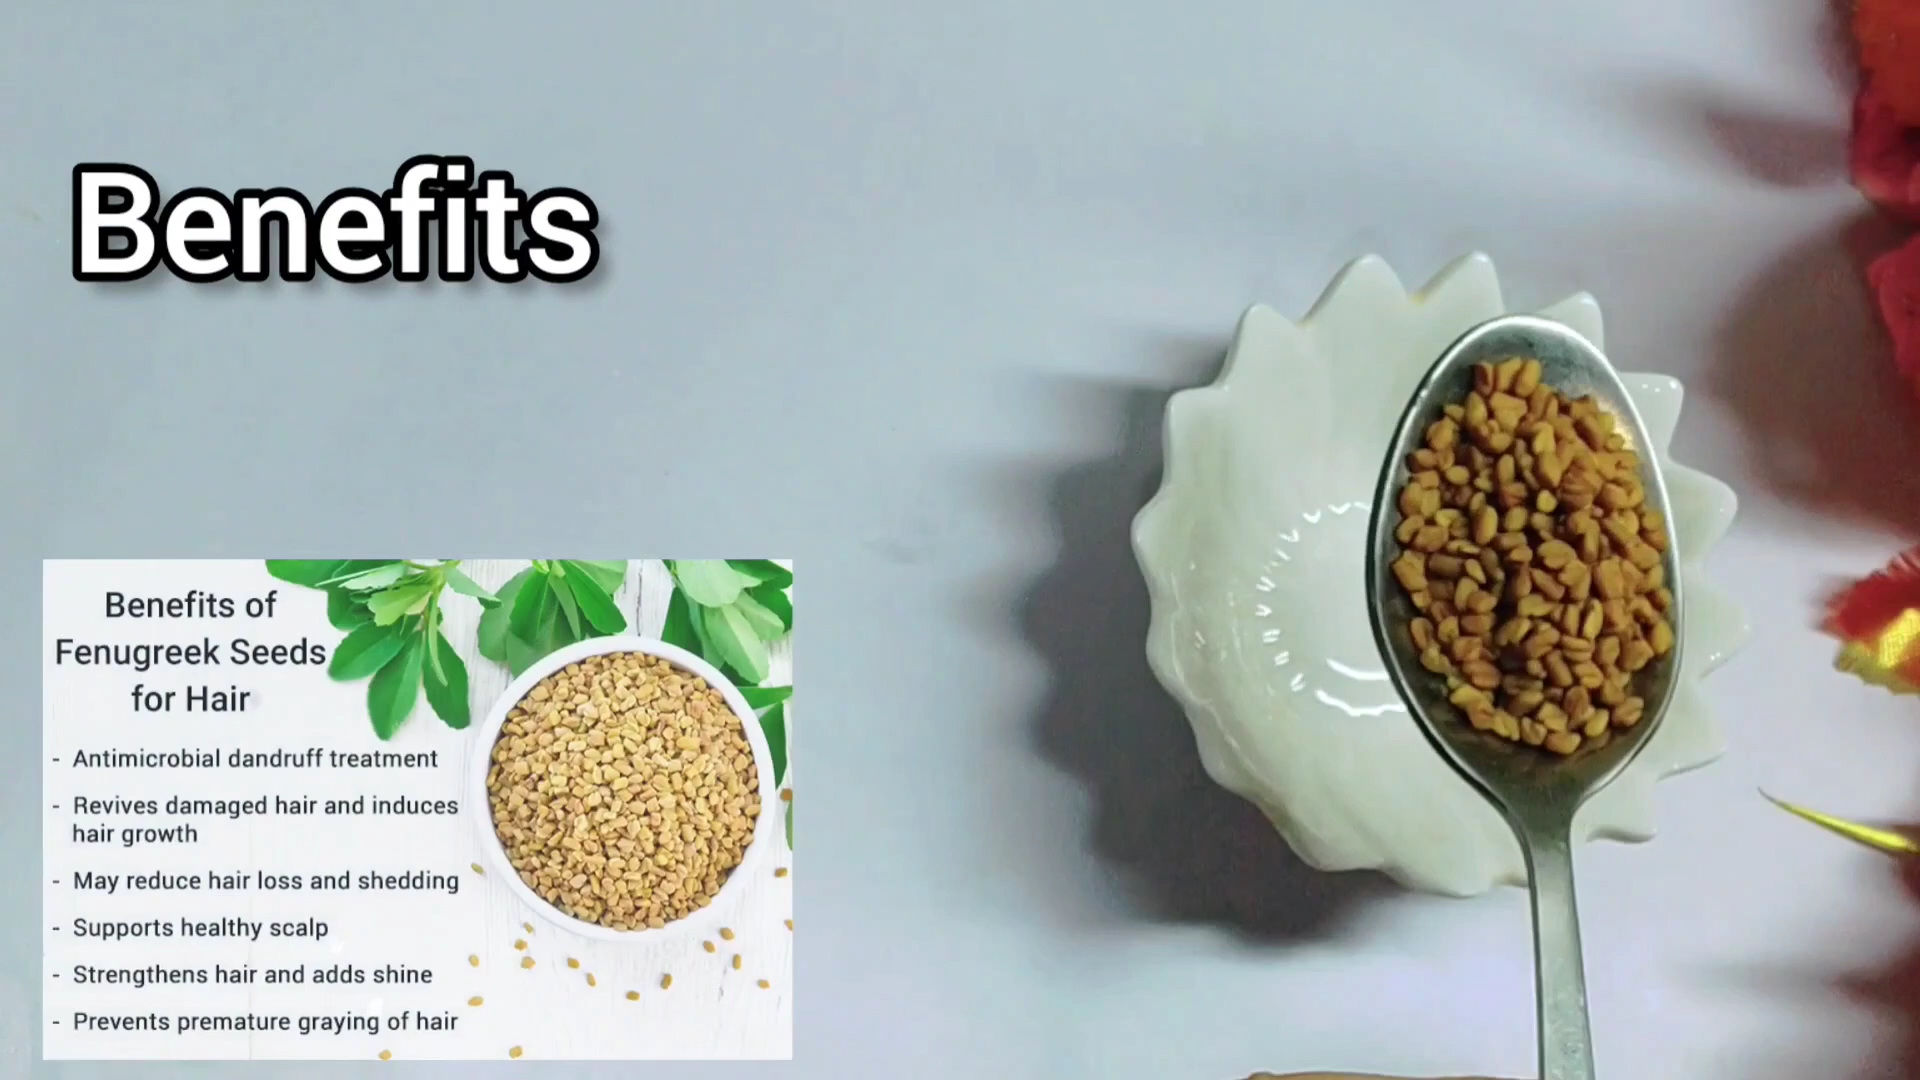 Benefits
Benefits of
Fenugreek Seeds
for Hair
- Antimicrobial dandruff treatment
- Revives damaged hair and induces
hair growth
- May reduce hair loss and shedding
- Supports healthy scalp
- Strengthens hair and adds shine
- Prevents premature graying of hair